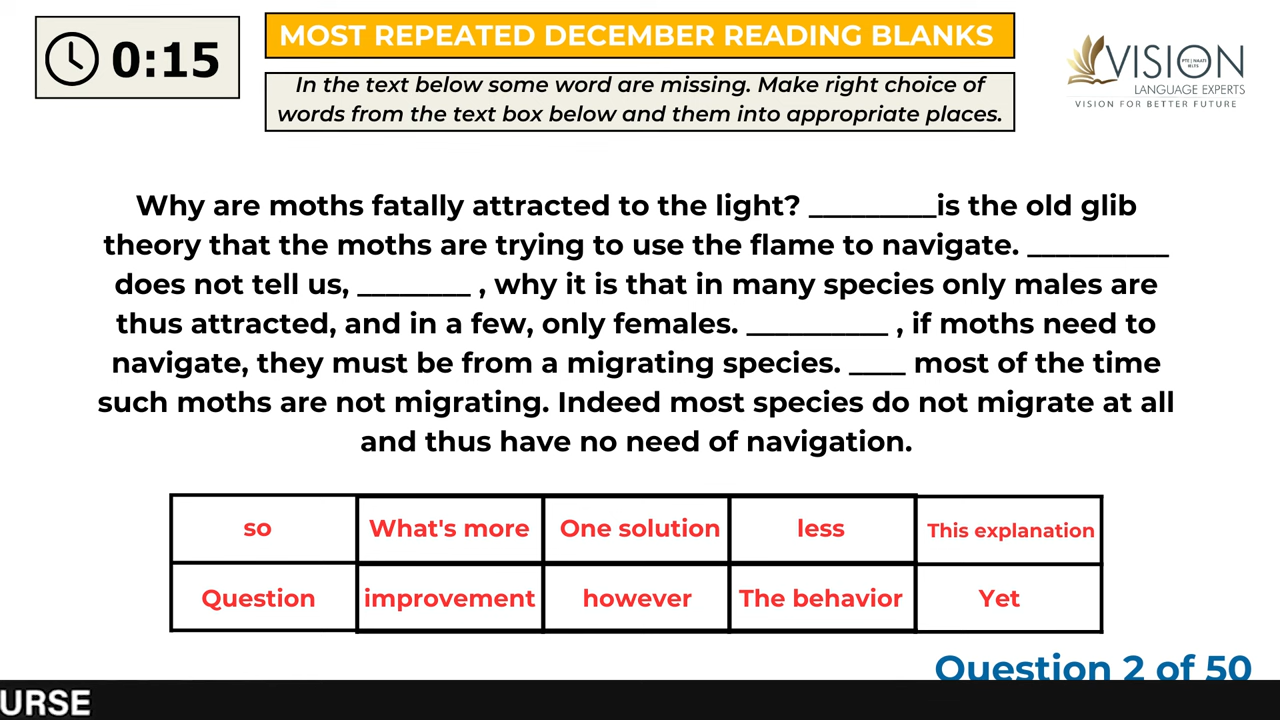 0:15
MOST REPEATED DECEMBER READING BLANKS
In the text below some word are missing. Make right choice of
words from the text box below and them into appropriate places.
VISION
PTE | NAATI
IELTS
LANGUAGE EXPERTS
VISION FOR BETTER FUTURE
Why are moths fatally attracted to the light? _________is the old glib
theory that the moths are trying to use the flame to navigate. __________
does not tell us, ________ , why it is that in many species only males are
thus attracted, and in a few, only females. __________ , if moths need to
navigate, they must be from a migrating species. ____ most of the time
such moths are not migrating. Indeed most species do not migrate at all
and thus have no need of navigation.
so What's more One solution less This explanation
Question improvement however The behavior Yet
Question 2 of 50
URSE